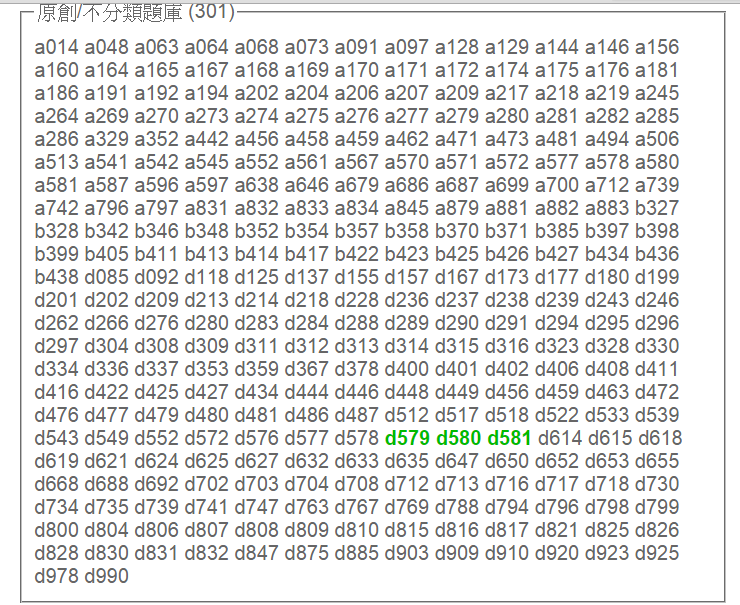 原創/不分類題庫 (301)
a014 a048 a063 a064 a068 a073 a091 a097 a128 a129 a144 a146 a156
a160 a164 a165 a167 a168 a169 a170 a171 a172 a174 a175 a176 a181
a186 a191 a192 a194 a202 a204 a206 a207 a209 a217 a218 a219 a245
a264 a269 a270 a273 a274 a275 a276 a277 a279 a280 a281 a282 a285
a286 a329 a352 a442 a456 a458 a459 a462 a471 a473 a481 a494 a506
a513 a541 a542 a545 a552 a561 a567 a570 a571 a572 a577 a578 a580
a581 a587 a596 a597 a638 a646 a679 a686 a687 a699 a700 a712 a739
a742 a796 a797 a831 a832 a833 a834 a845 a879 a881 a882 a883 b327
b328 b342 b346 b348 b352 b354 b357 b358 b370 b371 b385 b397 b398
b399 b405 b411 b413 b414 b417 b422 b423 b425 b426 b427 b434 b436
b438 d085 d092 d118 d125 d137 d155 d157 d167 d173 d177 d180 d199
d201 d202 d209 d213 d214 d218 d228 d236 d237 d238 d239 d243 d246
d262 d266 d276 d280 d283 d284 d288 d289 d290 d291 d294 d295 d296
d297 d304 d308 d309 d311 d312 d313 d314 d315 d316 d323 d328 d330
d334 d336 d337 d353 d359 d367 d378 d400 d401 d402 d406 d408 d411
d416 d422 d425 d427 d434 d444 d446 d448 d449 d456 d459 d463 d472
d476 d477 d479 d480 d481 d486 d487 d512 d517 d518 d522 d533 d539
d543 d549 d552 d572 d576 d577 d578 d579 d580 d581 d614 d615 d618
d619 d621 d624 d625 d627 d632 d633 d635 d647 d650 d652 d653 d655
d668 d688 d692 d702 d703 d704 d708 d712 d713 d716 d717 d718 d730
d734 d735 d739 d741 d747 d763 d767 d769 d788 d794 d796 d798 d799
d800 d804 d806 d807 d808 d809 d810 d815 d816 d817 d821 d825 d826
d828 d830 d831 d832 d847 d875 d885 d903 d909 d910 d920 d923 d925
d978 d990